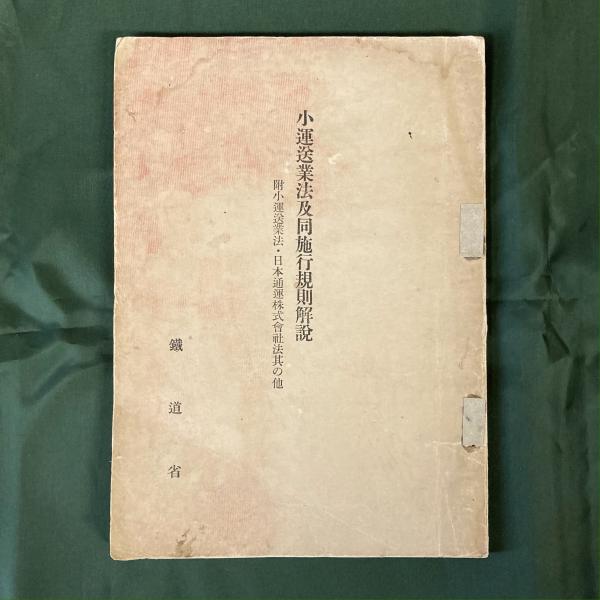 小運送業法及同施行規則解説
附小運送業法・日本通運株式會社法其の他
鐵道省